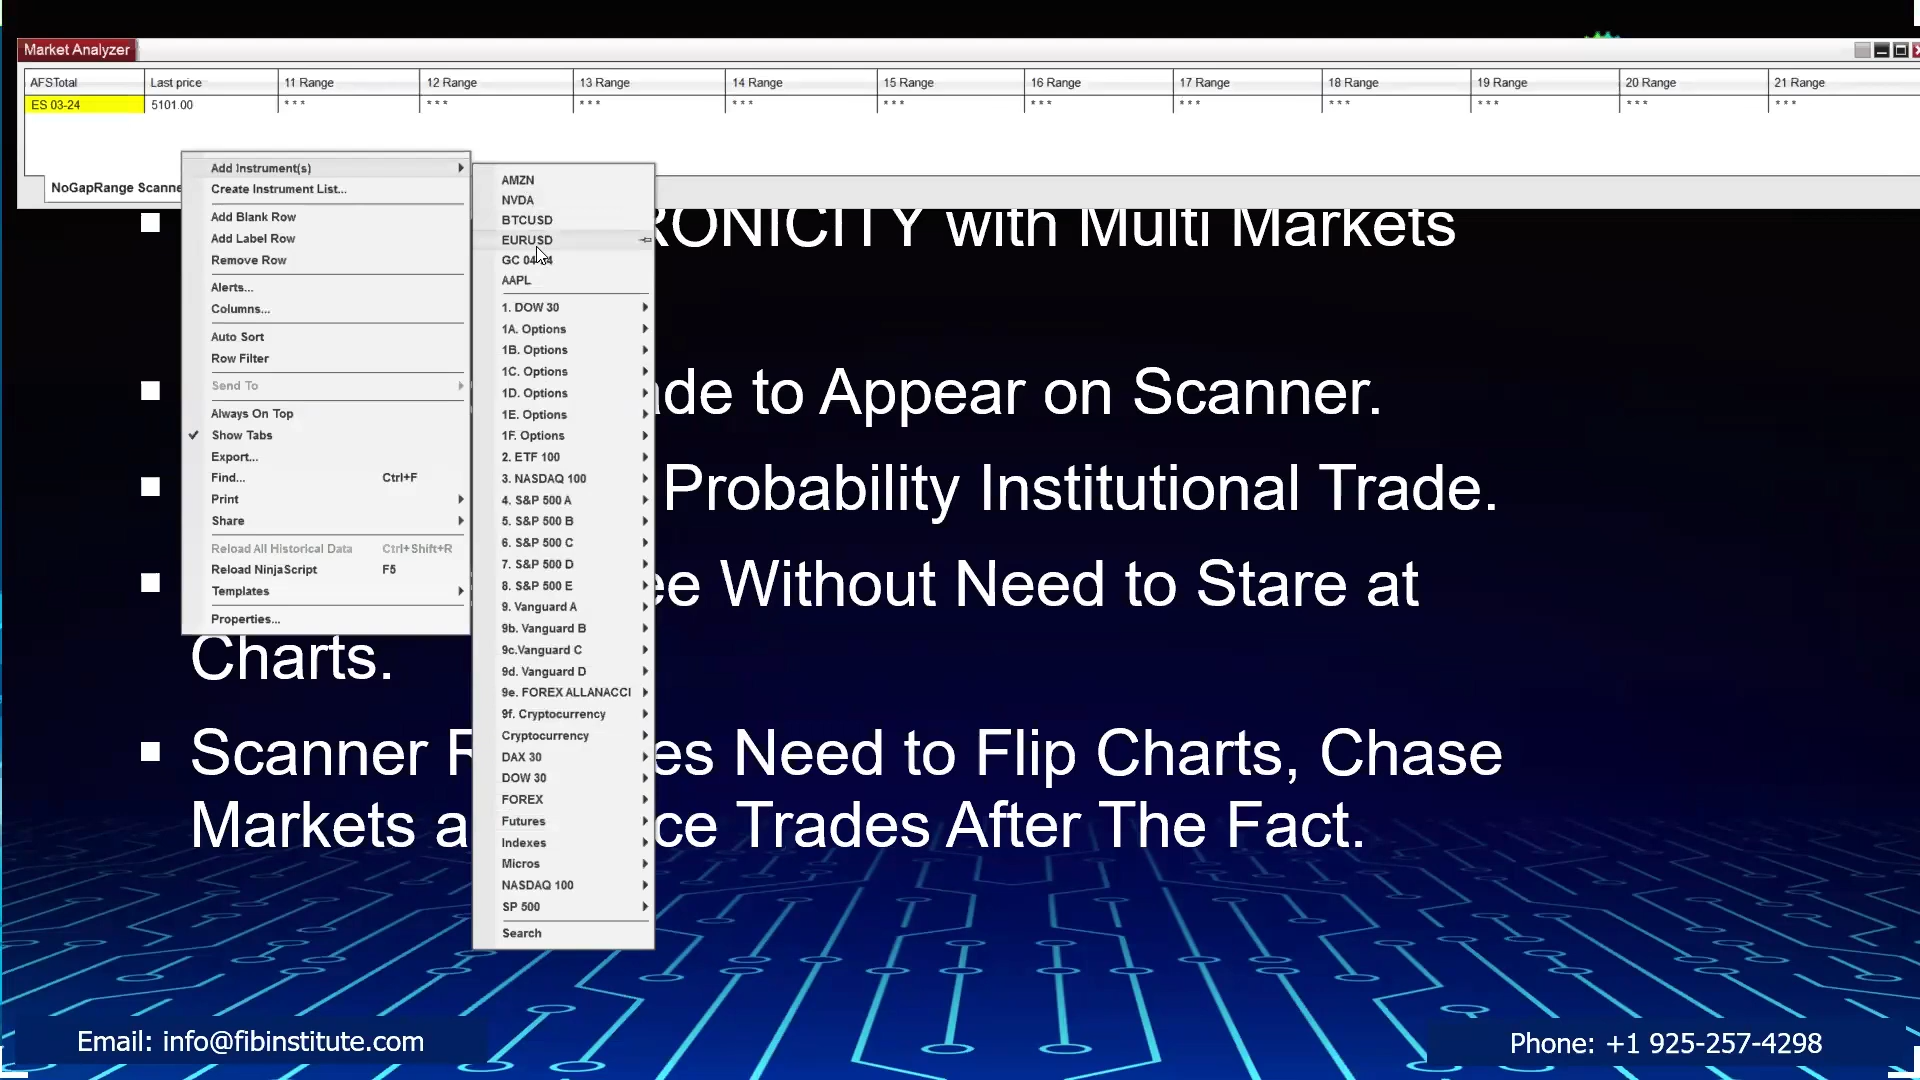 Market Analyzer
AFSTotal Last price 11 Range 12 Range 13 Range 14 Range 15 Range 16 Range 17 Range 18 Range 19 Range 20 Range 21 Range
ES 03-24 5101.00 *** *** *** *** *** *** *** *** *** *** ***
NoGapRange Scanne
Add Instrument(s)
Create Instrument List...
Add Blank Row
Add Label Row
Remove Row
Alerts...
Columns...
Auto Sort
Row Filter
Send To
Always On Top
Show Tabs
Export...
Find... Ctrl+F
Print
Share
Reload All Historical Data Ctrl+Shift+R
Reload NinjaScript F5
Templates
Properties...
AMZN
NVDA
BTCUSD
EURUSD
GC
AAPL
1. DOW 30
1A. Options
1B. Options
1C. Options
1D. Options
1E. Options
1F. Options
2. ETF 100
3. NASDAQ 100
4. S&P 500 A
5. S&P 500 B
6. S&P 500 C
7. S&P 500 D
8. S&P 500 E
9. Vanguard A
9b. Vanguard B
9c.Vanguard C
9d. Vanguard D
9e. FOREX ALLANACCI
9f. Cryptocurrency
Cryptocurrency
DAX 30
DOW 30
FOREX
Futures
Indexes
Micros
NASDAQ 100
SP 500
Search
RONICITY with Multi Markets
de to Appear on Scanner.
Probability Institutional Trade.
ee Without Need to Stare at
Charts.
Scanner R es Need to Flip Charts, Chase
Markets a ce Trades After The Fact.
Email: info@fibinstitute.com
Phone: +1 925-257-4298